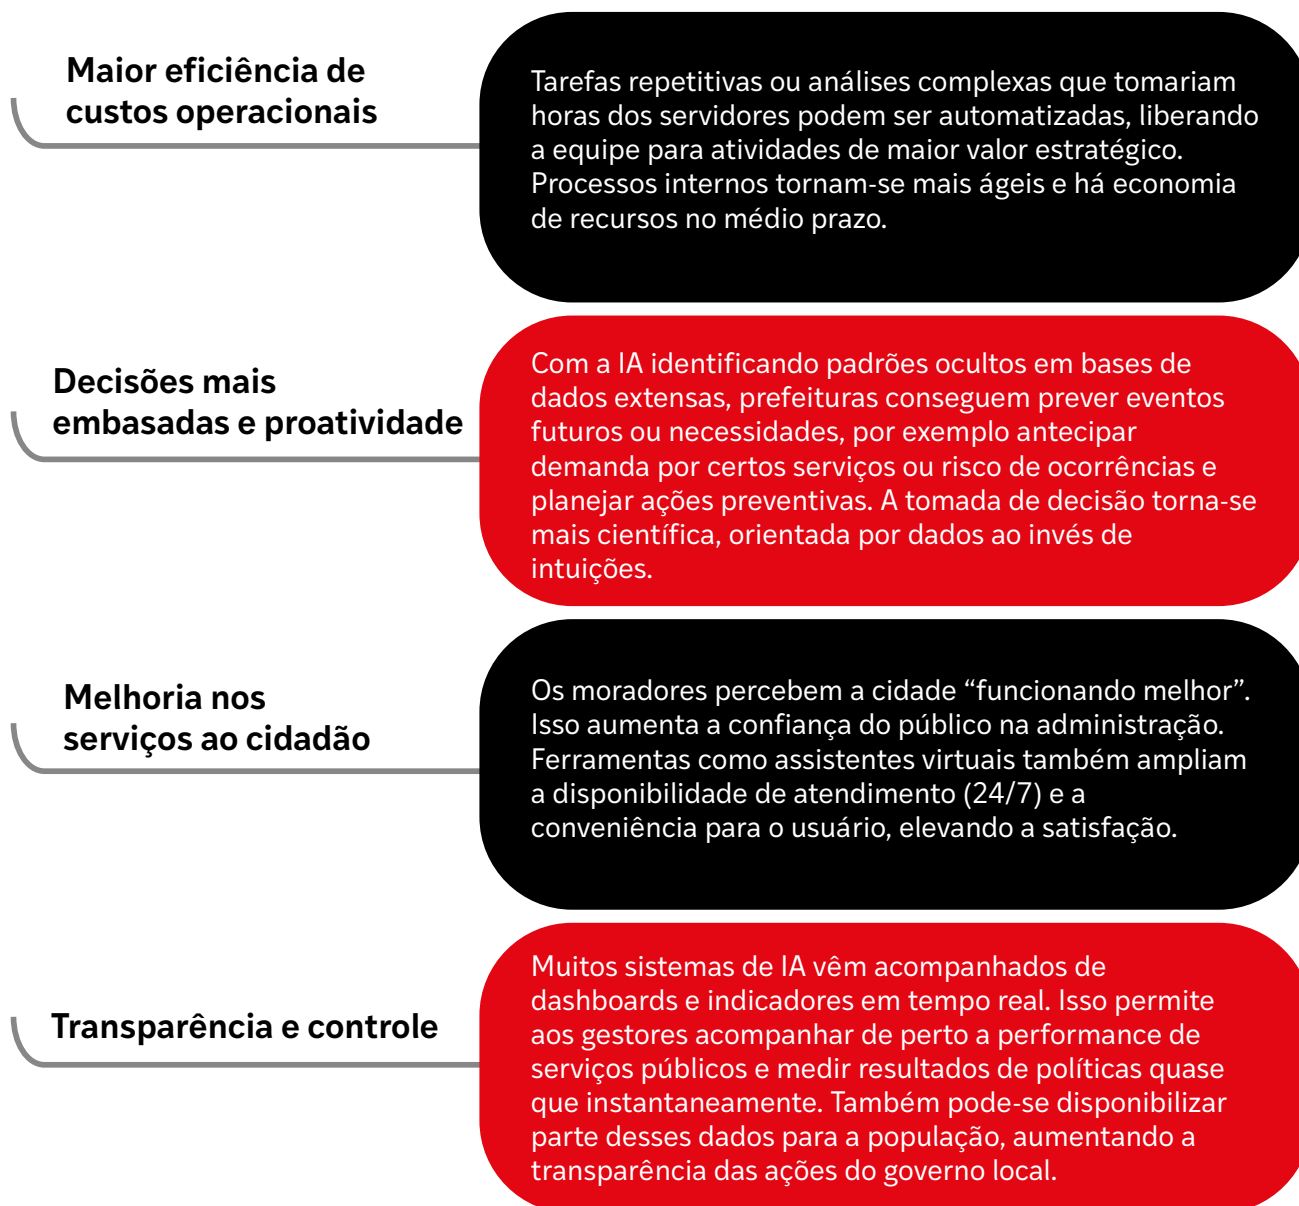 Maior eficiência de
custos operacionais
Tarefas repetitivas ou análises complexas que tomariam
horas dos servidores podem ser automatizadas, liberando
a equipe para atividades de maior valor estratégico.
Processos internos tornam-se mais ágeis e há economia
de recursos no médio prazo.
Decisões mais
embasadas e proatividade
Com a IA identificando padrões ocultos em bases de
dados extensas, prefeituras conseguem prever eventos
futuros ou necessidades, por exemplo antecipar
demanda por certos serviços ou risco de ocorrências e
planejar ações preventivas. A tomada de decisão torna-se
mais científica, orientada por dados ao invés de
intuições.
Melhoria nos
serviços ao cidadão
Os moradores percebem a cidade “funcionando melhor”.
Isso aumenta a confiança do público na administração.
Ferramentas como assistentes virtuais também ampliam
a disponibilidade de atendimento (24/7) e a
conveniência para o usuário, elevando a satisfação.
Transparência e controle
Muitos sistemas de IA vêm acompanhados de
dashboards e indicadores em tempo real. Isso permite
aos gestores acompanhar de perto a performance de
serviços públicos e medir resultados de políticas quase
que instantaneamente. Também pode-se disponibilizar
parte desses dados para a população, aumentando a
transparência das ações do governo local.